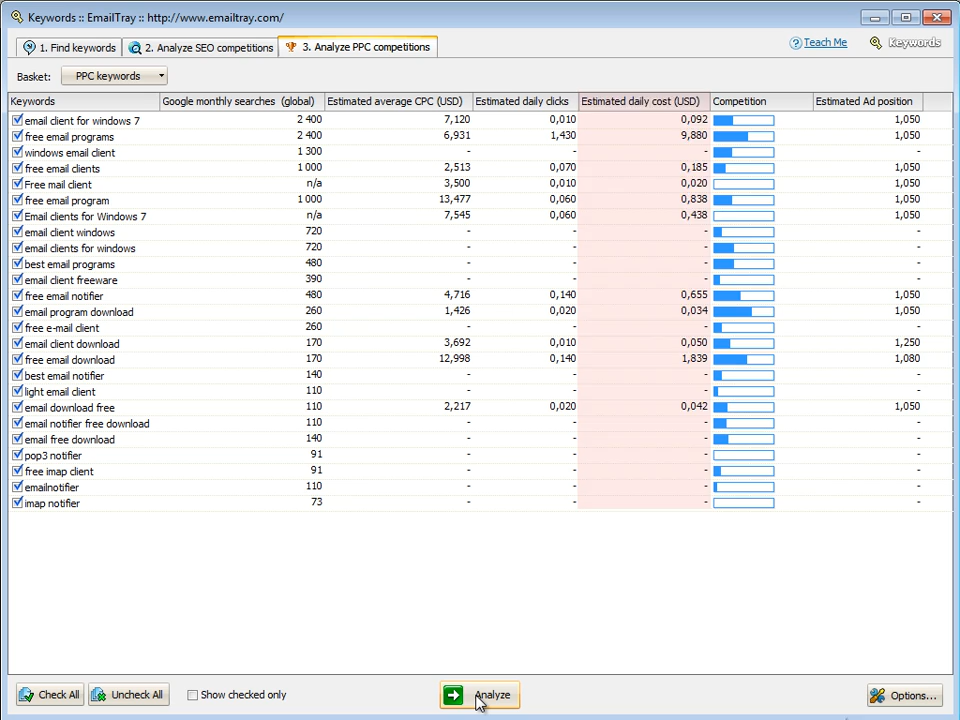 Keywords :: EmailTray :: http://www.emailtray.com/
1. Find keywords 2. Analyze SEO competitions 3. Analyze PPC competitions Teach Me Keywords
Basket: PPC keywords
Keywords Google monthly searches (global) Estimated average CPC (USD) Estimated daily clicks Estimated daily cost (USD) Competition Estimated Ad position
email client for windows 7 2 400 7,120 0,010 0,092 1,050
free email programs 2 400 6,931 1,430 9,880 1,050
windows email client 1 300 - - - -
free email clients 1 000 2,513 0,070 0,185 1,050
Free mail client n/a 3,500 0,010 0,020 1,050
free email program 1 000 13,477 0,060 0,838 1,050
Email clients for Windows 7 n/a 7,545 0,060 0,438 1,050
email client windows 720 - - - -
email clients for windows 720 - - - -
best email programs 480 - - - -
email client freeware 390 - - - -
free email notifier 480 4,716 0,140 0,655 1,050
email program download 260 1,426 0,020 0,034 1,050
free e-mail client 260 - - - -
email client download 170 3,692 0,010 0,050 1,250
free email download 170 12,998 0,140 1,839 1,080
best email notifier 140 - - - -
light email client 110 - - - -
email download free 110 2,217 0,020 0,042 1,050
email notifier free download 110 - - - -
email free download 140 - - - -
pop3 notifier 91 - - - -
free imap client 91 - - - -
emailnotifier 110 - - - -
imap notifier 73 - - - -
Check All Uncheck All Show checked only Analyze Options...